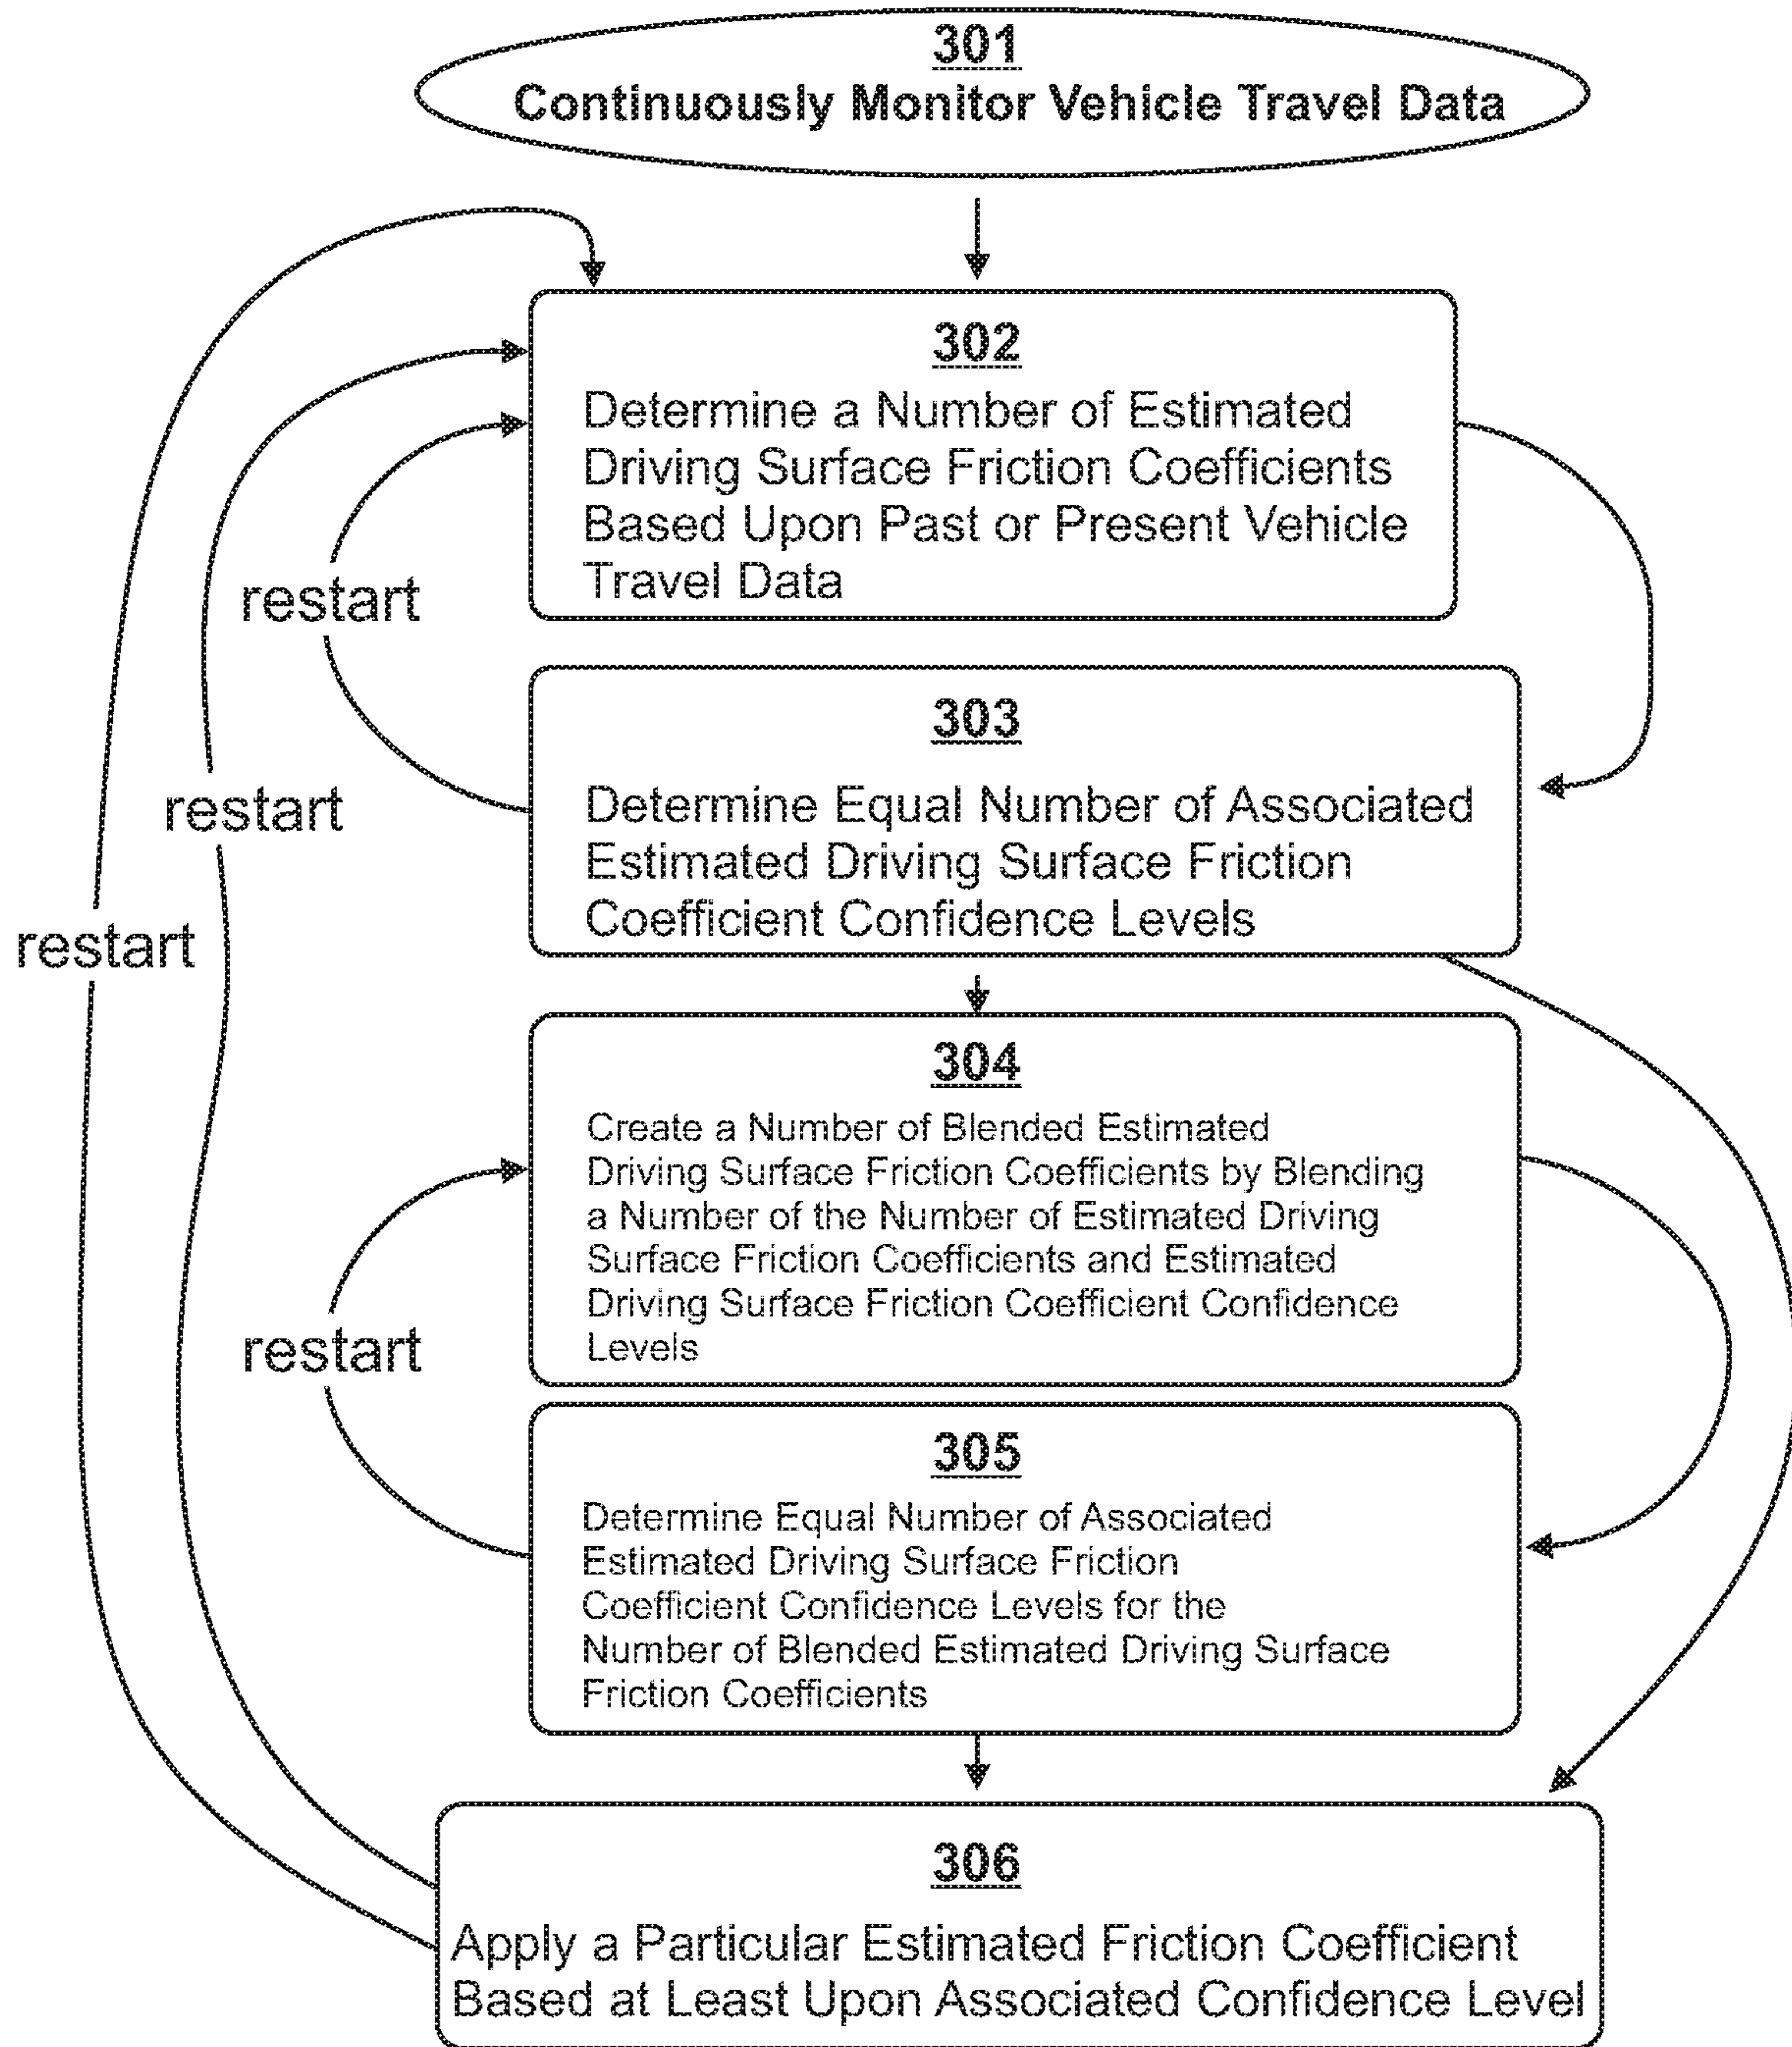 301
Continuously Monitor Vehicle Travel Data
302
Determine a Number of Estimated
Driving Surface Friction Coefficients
Based Upon Past or Present Vehicle
Travel Data
restart
303
Determine Equal Number of Associated
Estimated Driving Surface Friction
Coefficient Confidence Levels
restart
restart
304
Create a Number of Blended Estimated
Driving Surface Friction Coefficients by Blending
a Number of the Number of Estimated Driving
Surface Friction Coefficients and Estimated
Driving Surface Friction Coefficient Confidence
Levels
restart
305
Determine Equal Number of Associated
Estimated Driving Surface Friction
Coefficient Confidence Levels for the
Number of Blended Estimated Driving Surface
Friction Coefficients
306
Apply a Particular Estimated Friction Coefficient
Based at Least Upon Associated Confidence Level